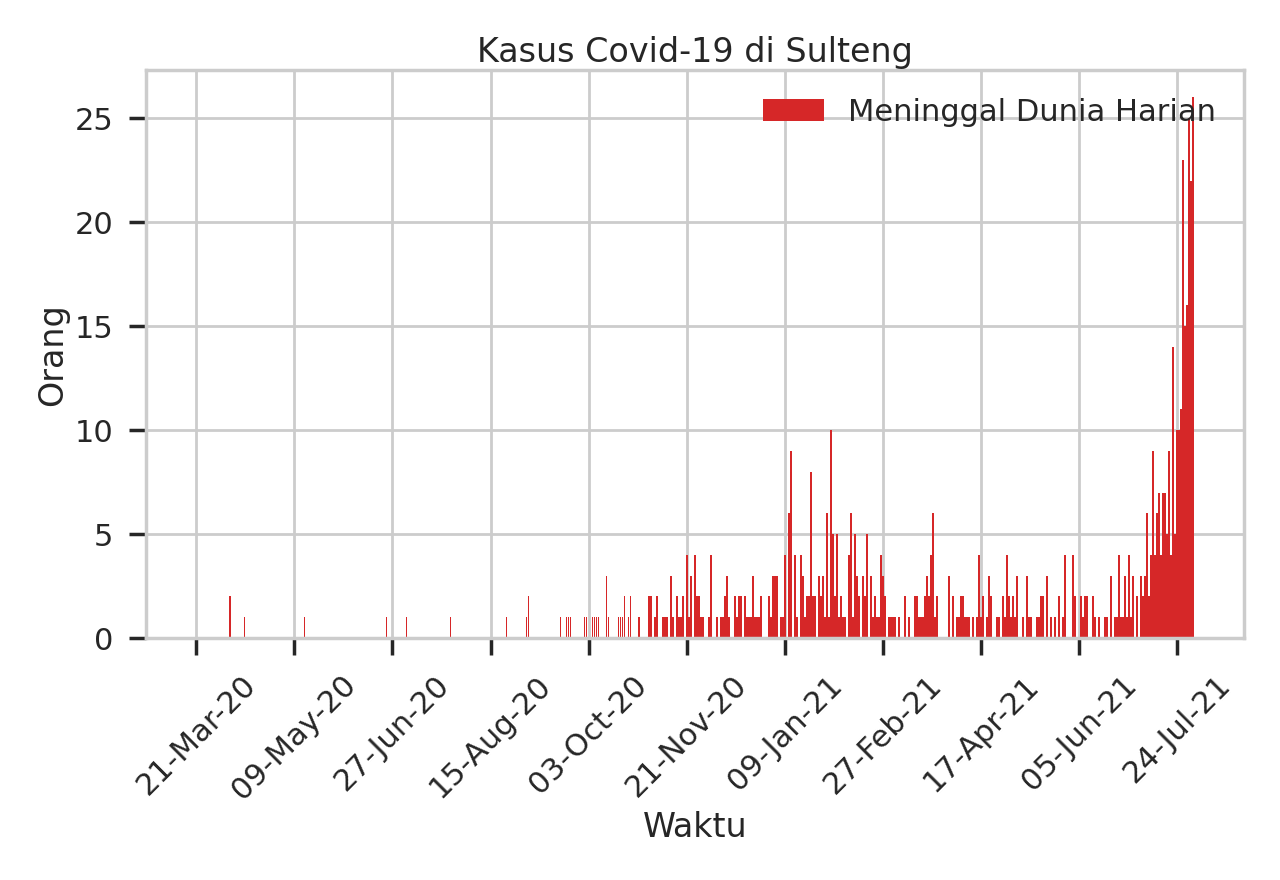 Kasus Covid-19 di Sulteng
Meninggal Dunia Harian
25
20
15
10
5
0
Orang
21-Mar-20
09-May-20
27-Jun-20
15-Aug-20
03-Oct-20
21-Nov-20
09-Jan-21
27-Feb-21
17-Apr-21
05-Jun-21
24-Jul-21
Waktu